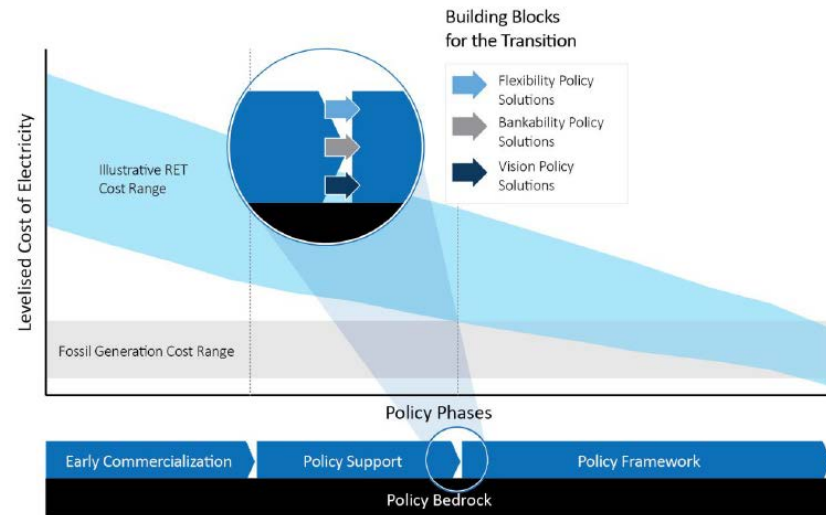 Building Blocks
for the Transition
Flexibility Policy
Solutions
Bankability Policy
Solutions
Vision Policy
Solutions
Levelised Cost of Electricity
Illustrative RET
Cost Range
Fossil Generation Cost Range
Policy Phases
Early Commercialization
Policy Support
Policy Framework
Policy Bedrock